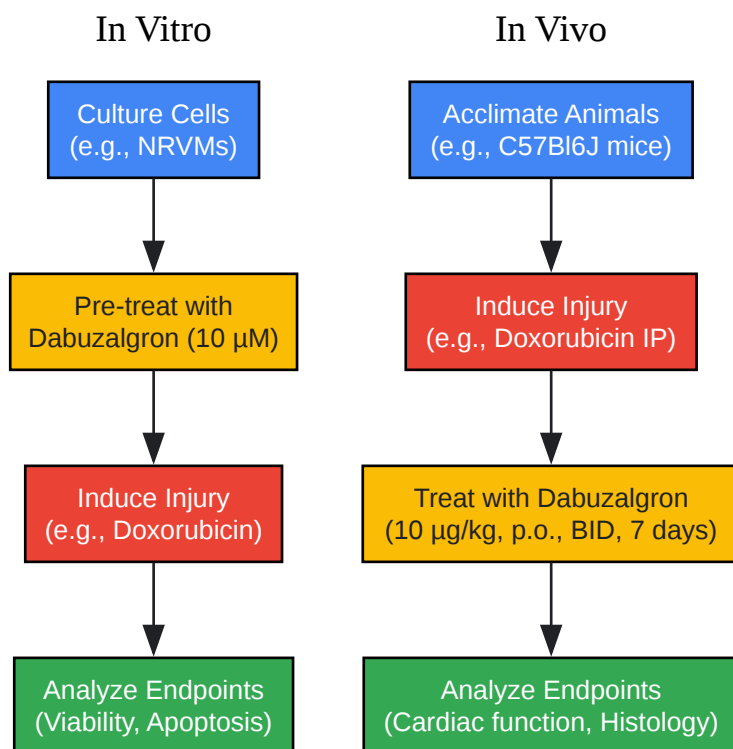 In Vitro
Culture Cells
(e.g., NRVMs)
Pre-treat with
Dabuzalgron (10 µM)
Induce Injury
(e.g., Doxorubicin)
Analyze Endpoints
(Viability, Apoptosis)
In Vivo
Acclimate Animals
(e.g., C57Bl6J mice)
Induce Injury
(e.g., Doxorubicin IP)
Treat with Dabuzalgron
(10 µg/kg, p.o., BID, 7 days)
Analyze Endpoints
(Cardiac function, Histology)